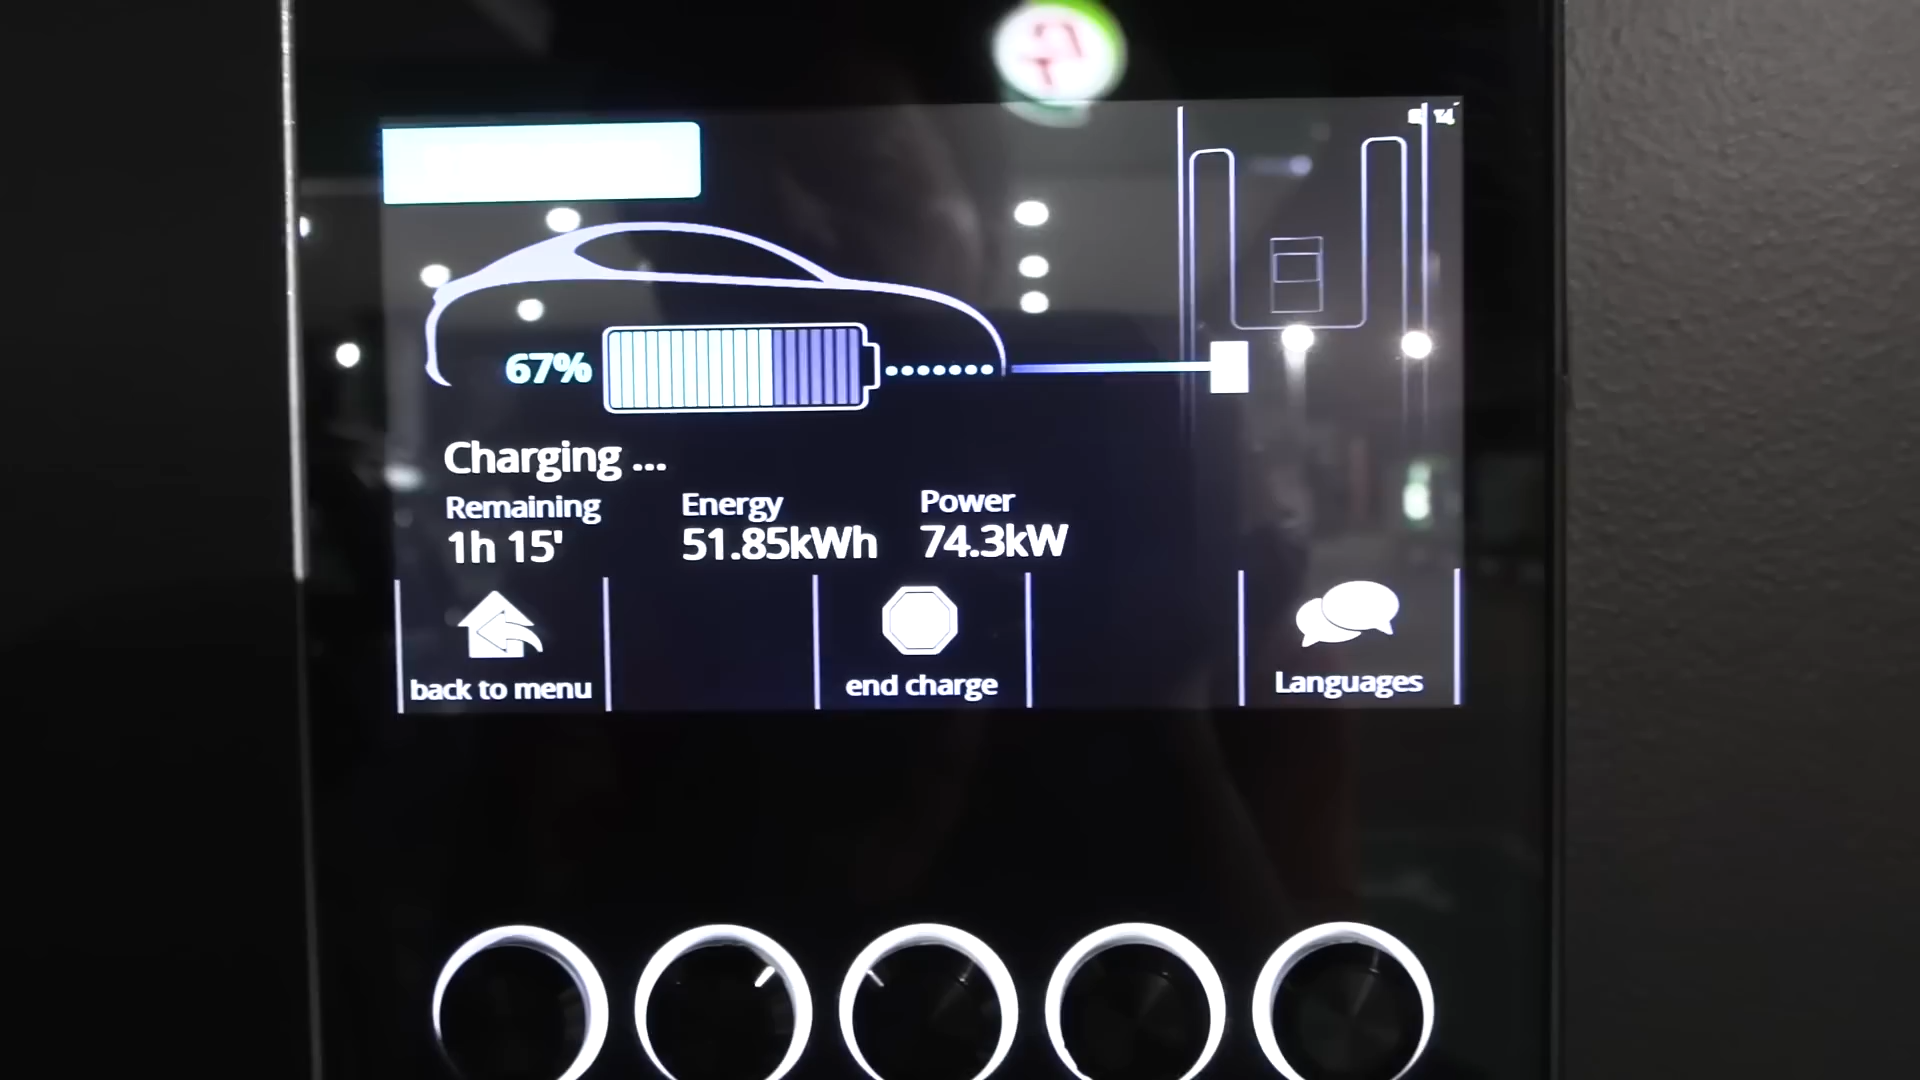 67%
Charging ...
Remaining Energy Power
1h 15' 51.85kWh 74.3kW
back to menu end charge Languages